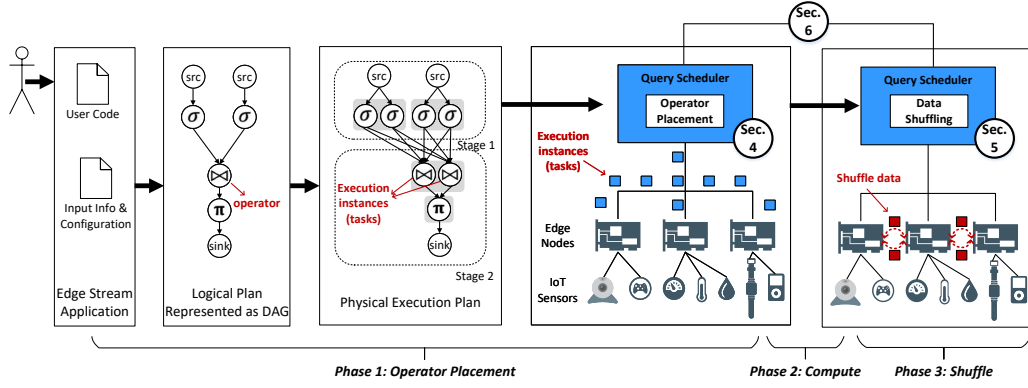 User Code
Input Info &
Configuration
Edge Stream
Application
src
src
σ
σ
⋈
operator
π
sink
Logical Plan
Represented as DAG
src
src
σ
σ
σ
σ
Stage 1
⋈
⋈
Execution
instances
(tasks)
π
sink
Stage 2
Physical Execution Plan
Query Scheduler
Operator
Placement
Sec.
4
Execution
instances
(tasks)
Edge
Nodes
IoT
Sensors
Sec.
6
Query Scheduler
Data
Shuffling
Sec.
5
Shuffle data
Phase 1: Operator Placement
Phase 2: Compute
Phase 3: Shuffle